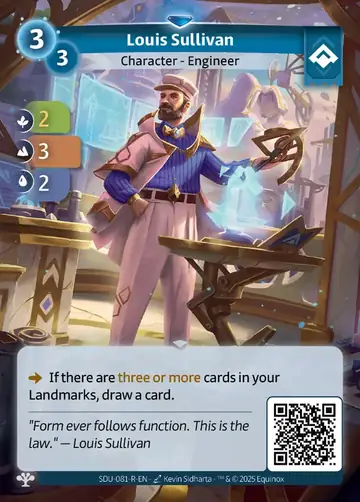 3
Louis Sullivan
3
Character - Engineer
2
3
2
If there are three or more cards in your
Landmarks, draw a card.
"Form ever follows function. This is the
law." — Louis Sullivan
SDU-081-R-EN - Kevin Sidharta - ™ & © 2025 Equinox